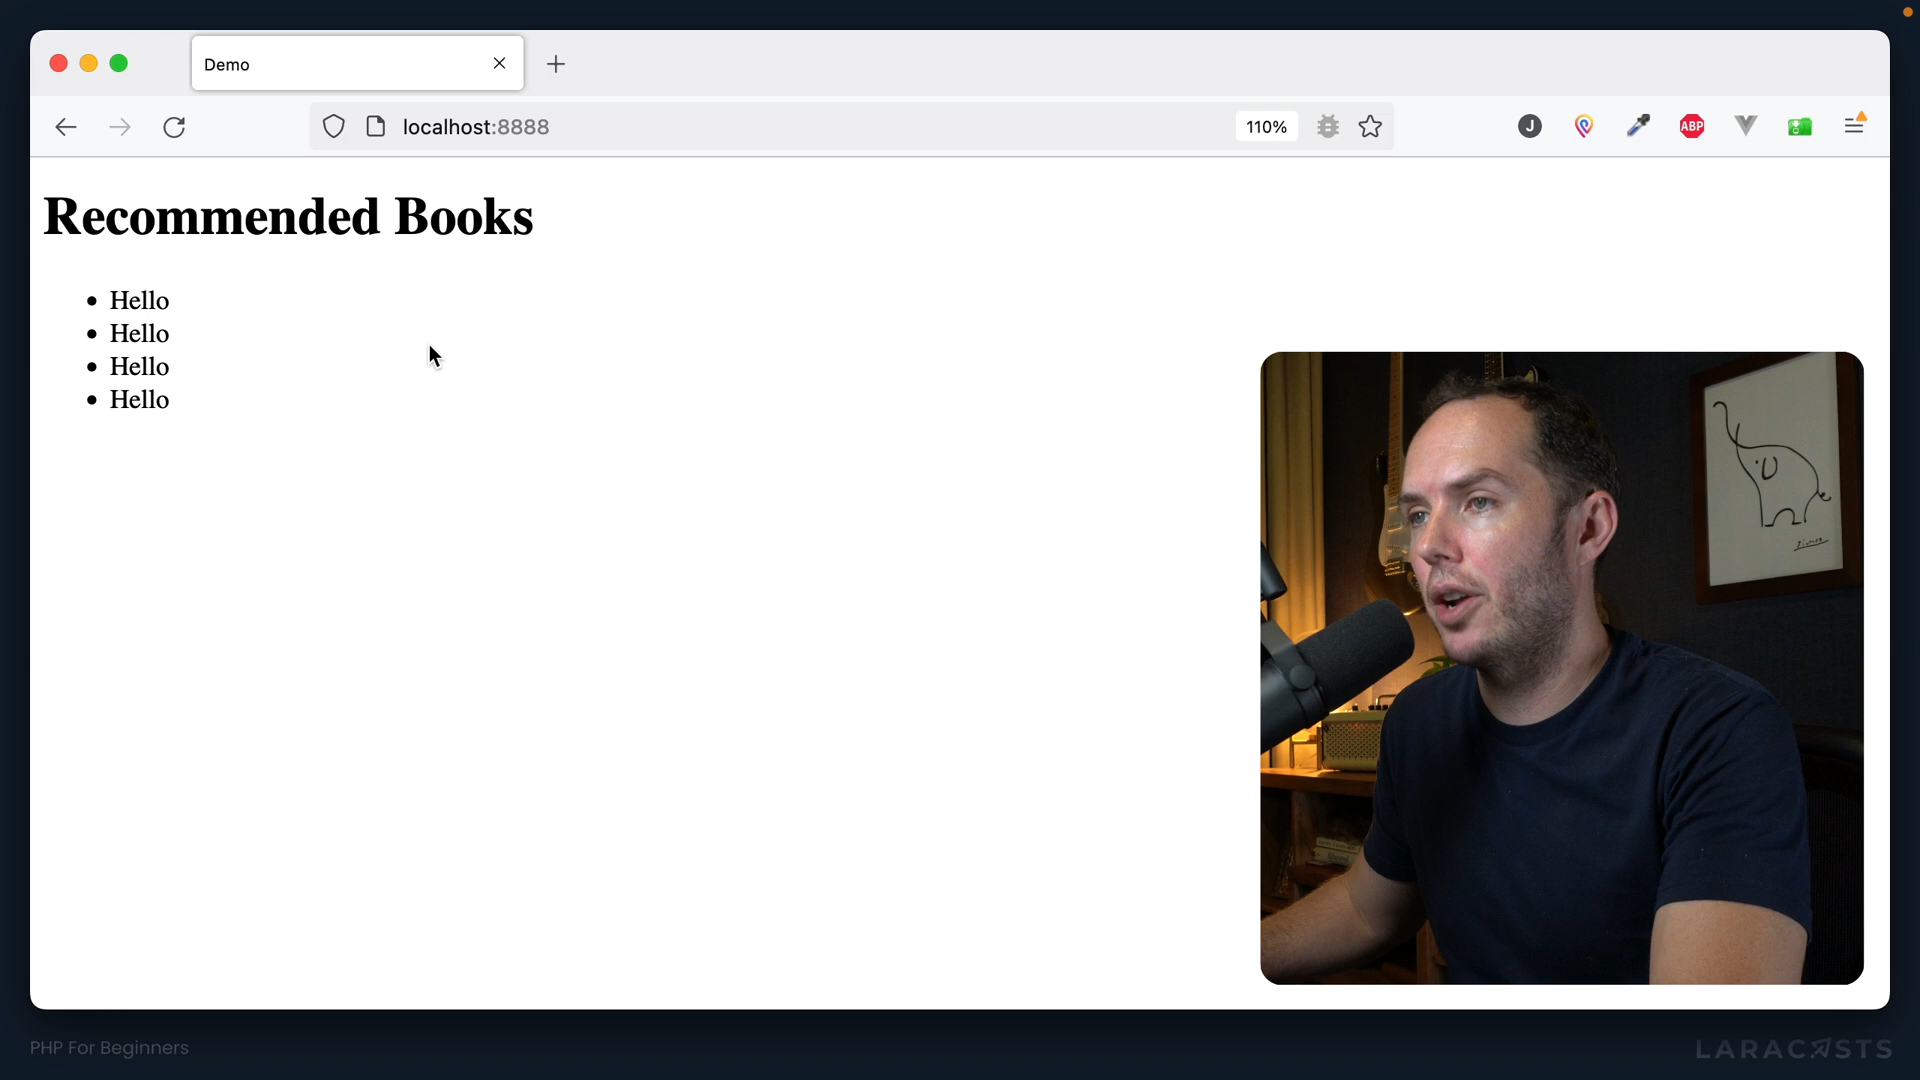 Demo
localhost:8888
110%
J
ABP
Recommended Books
Hello
Hello
Hello
Hello
PHP For Beginners
LARACASTS